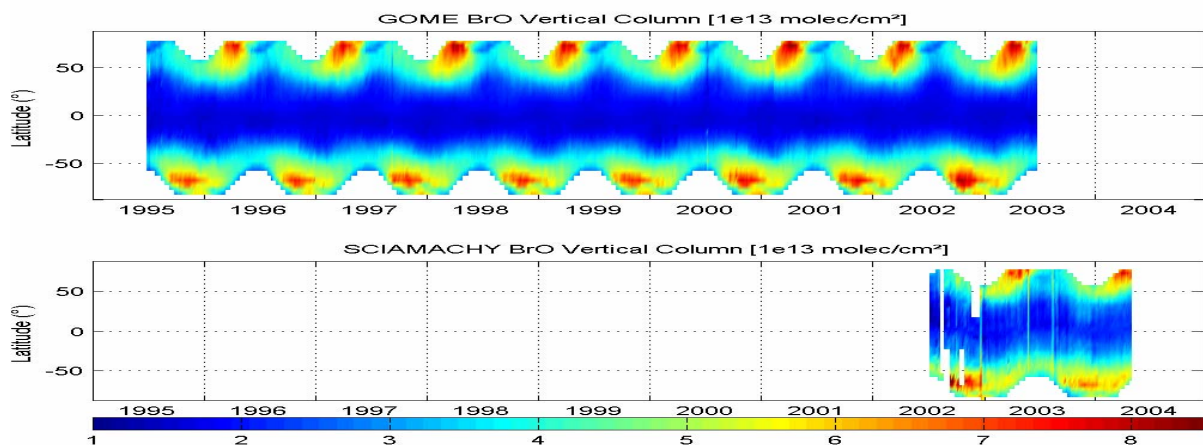 GOME BrO Vertical Column [1e13 molec/cm²]
Latitude (°)
50
0
-50
1995 1996 1997 1998 1999 2000 2001 2002 2003 2004
SCIAMACHY BrO Vertical Column [1e13 molec/cm²]
Latitude (°)
50
0
-50
1995 1996 1997 1998 1999 2000 2001 2002 2003 2004
1 2 3 4 5 6 7 8